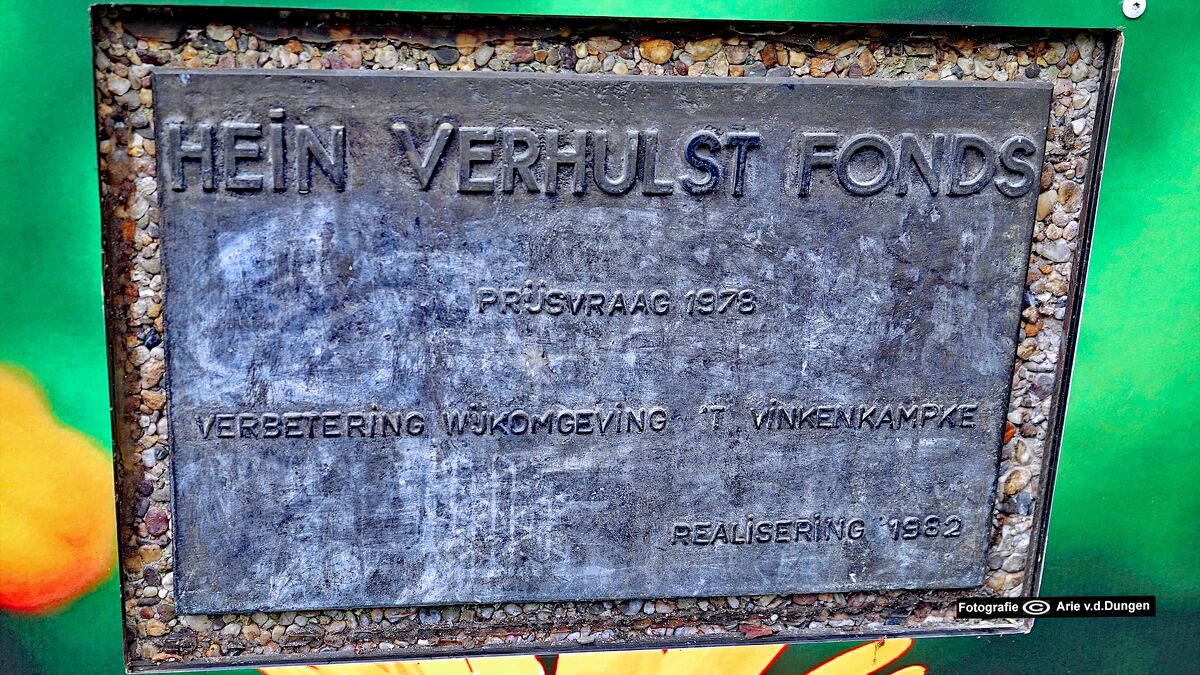 HEiN VERHULST FONDS
PRIJSVRAAG 1978
VERBETERiNG WIJKOMGEViNG 'T ViNKENKAMPKE
REALiSERiNG 1982
Fotografie © Arie v.d.Dungen